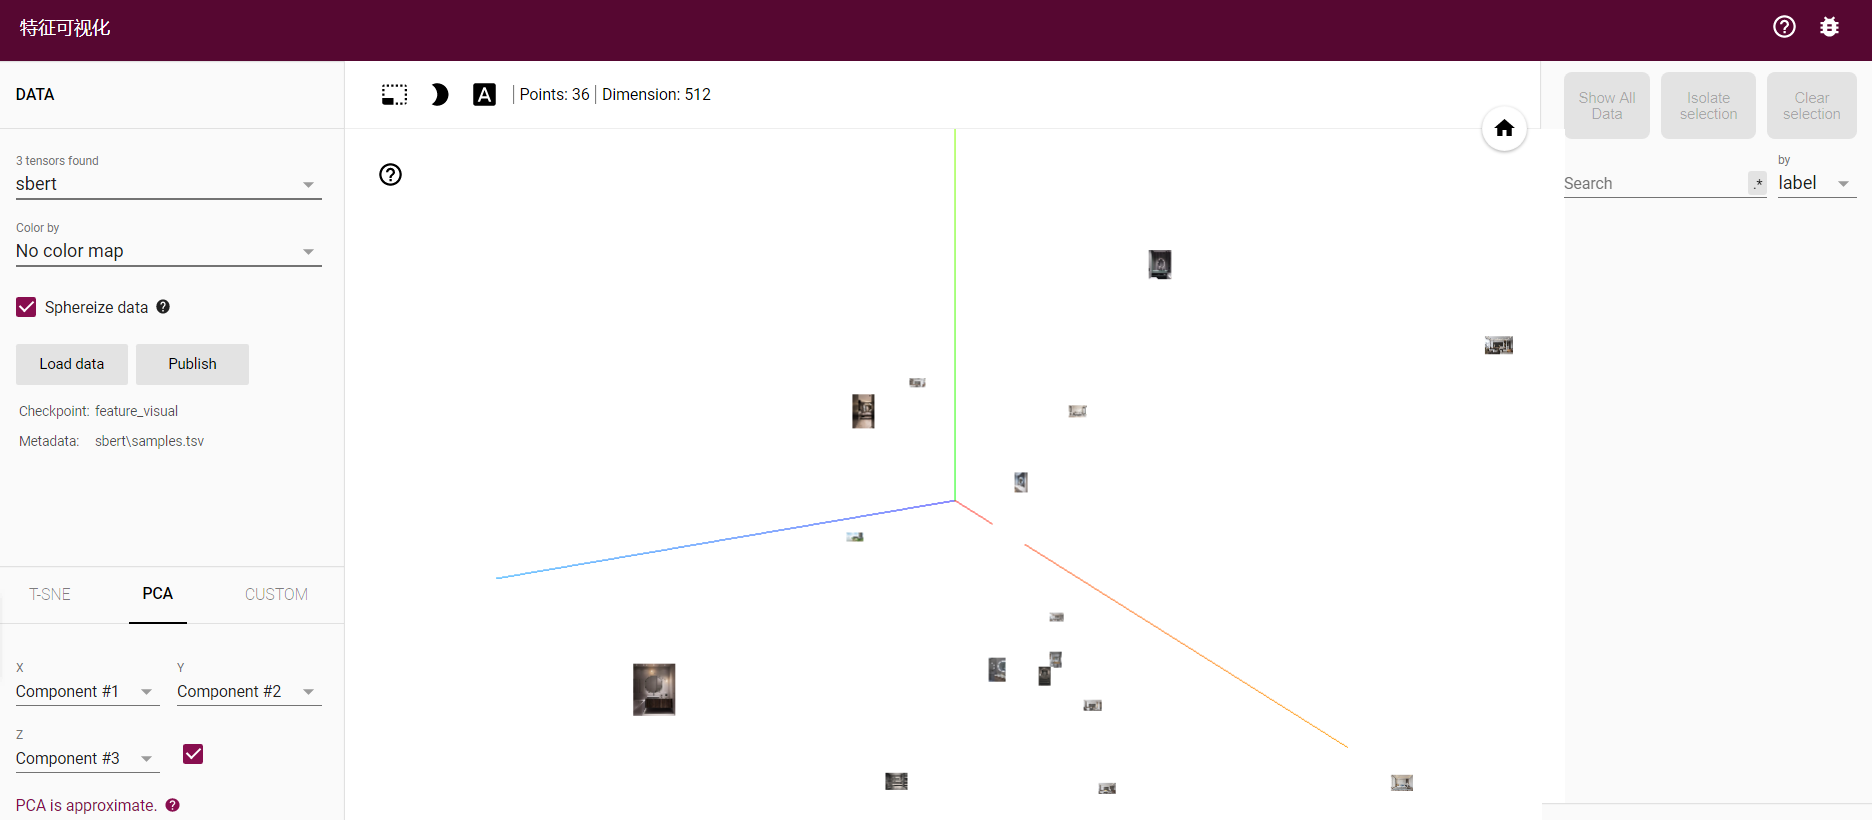 特征可视化
DATA
A
Points: 36
Dimension: 512
Show All Data
Isolate selection
Clear selection
3 tensors found
sbert
Color by
No color map
Sphereize data
Load data
Publish
Checkpoint: feature_visual
Metadata: sbert\samples.tsv
Search
.*
by
label
T-SNE
PCA
CUSTOM
X
Component #1
Y
Component #2
Z
Component #3
PCA is approximate.